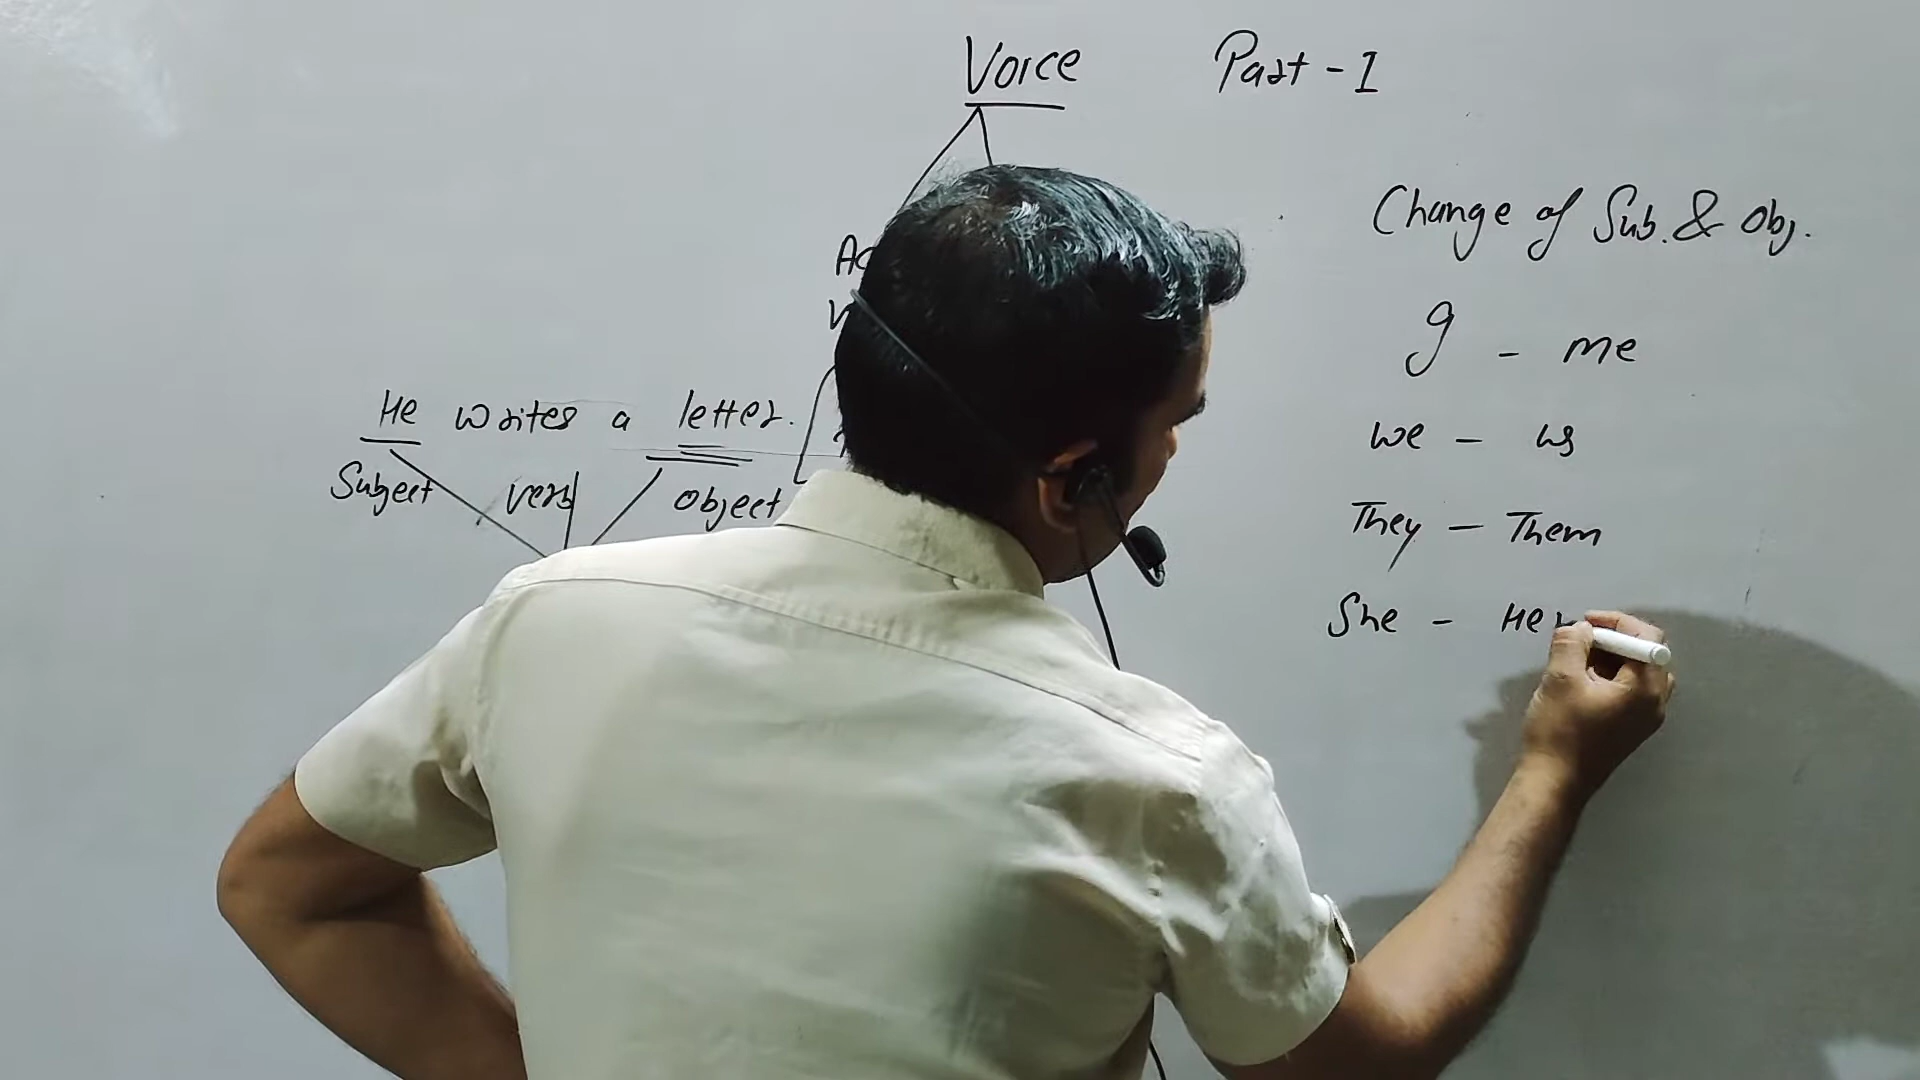 Voice Part - I
Change of Sub. & Obj.
I - me
He writes a letter.
we - us
Subject verb object
They - Them
She - Her